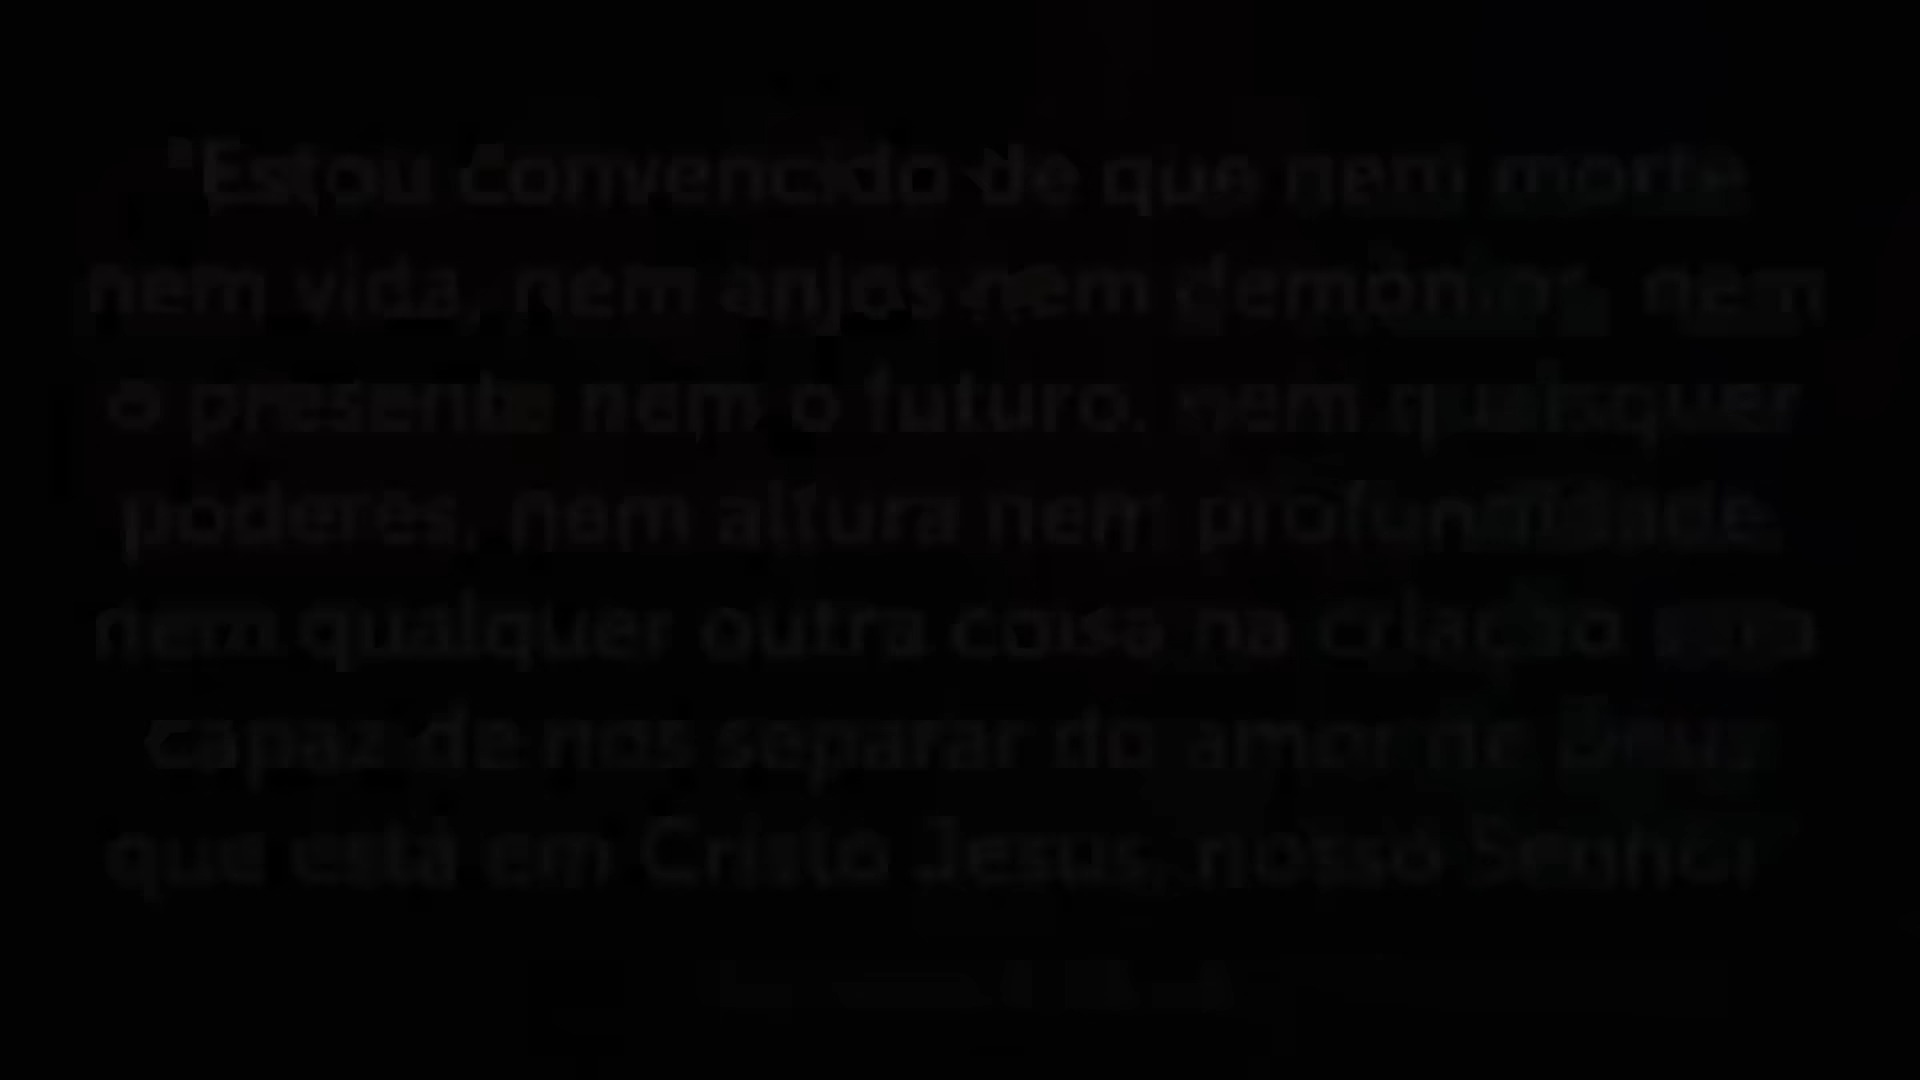 "Estou convencido de que nem morte
nem vida, nem anjos nem demônios, nem
o presente nem o futuro, nem quaisquer
poderes, nem altura nem profundidade,
nem qualquer outra coisa na criação será
capaz de nos separar do amor de Deus
que está em Cristo Jesus, nosso Senhor